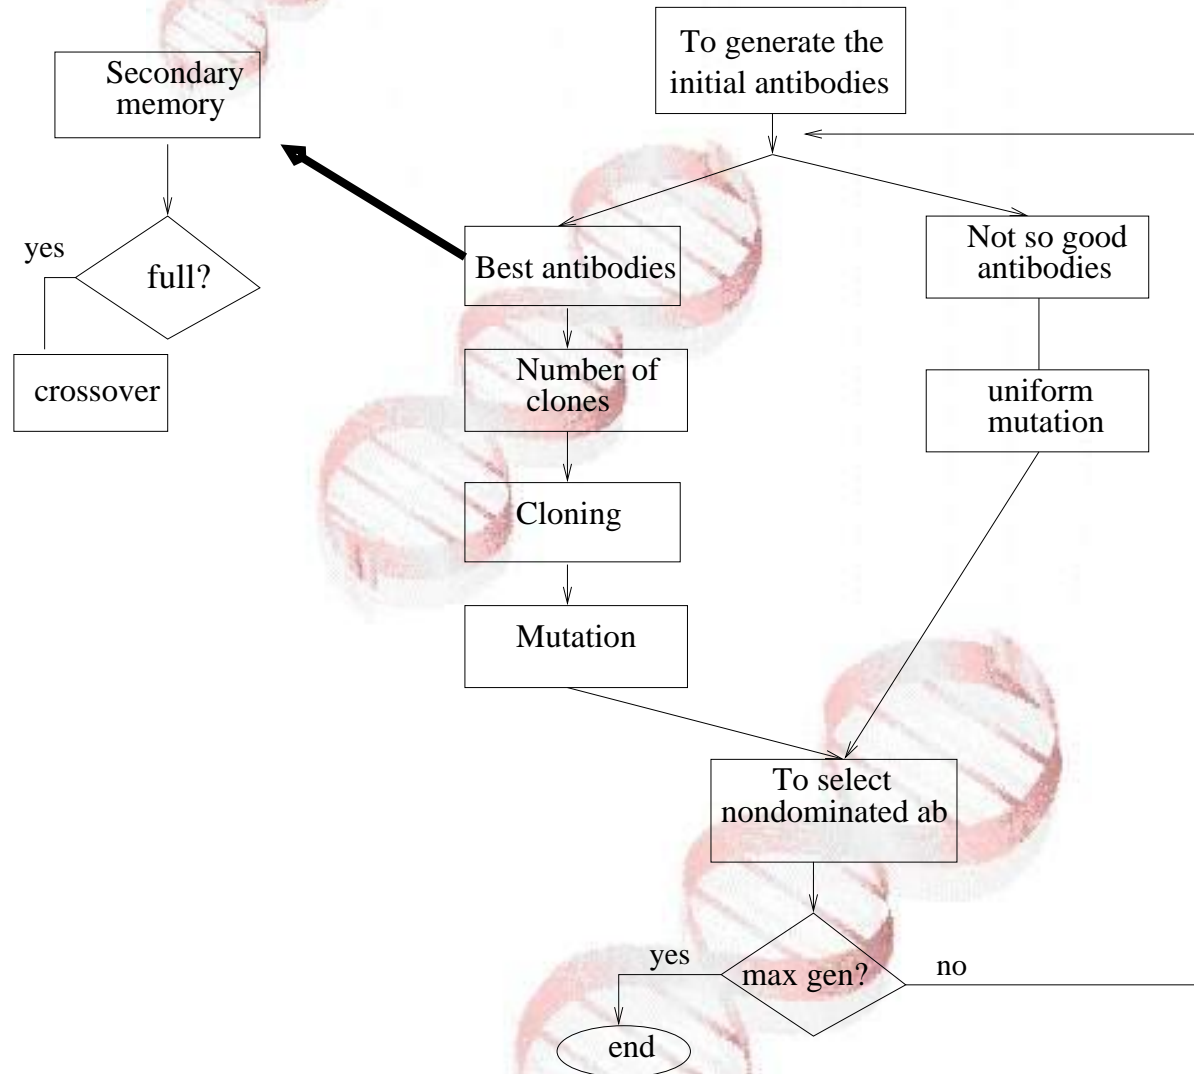 To generate the
initial antibodies
Secondary
memory
yes
full?
crossover
Best antibodies
Not so good
antibodies
Number of
clones
uniform
mutation
Cloning
Mutation
To select
nondominated ab
yes
max gen?
no
end